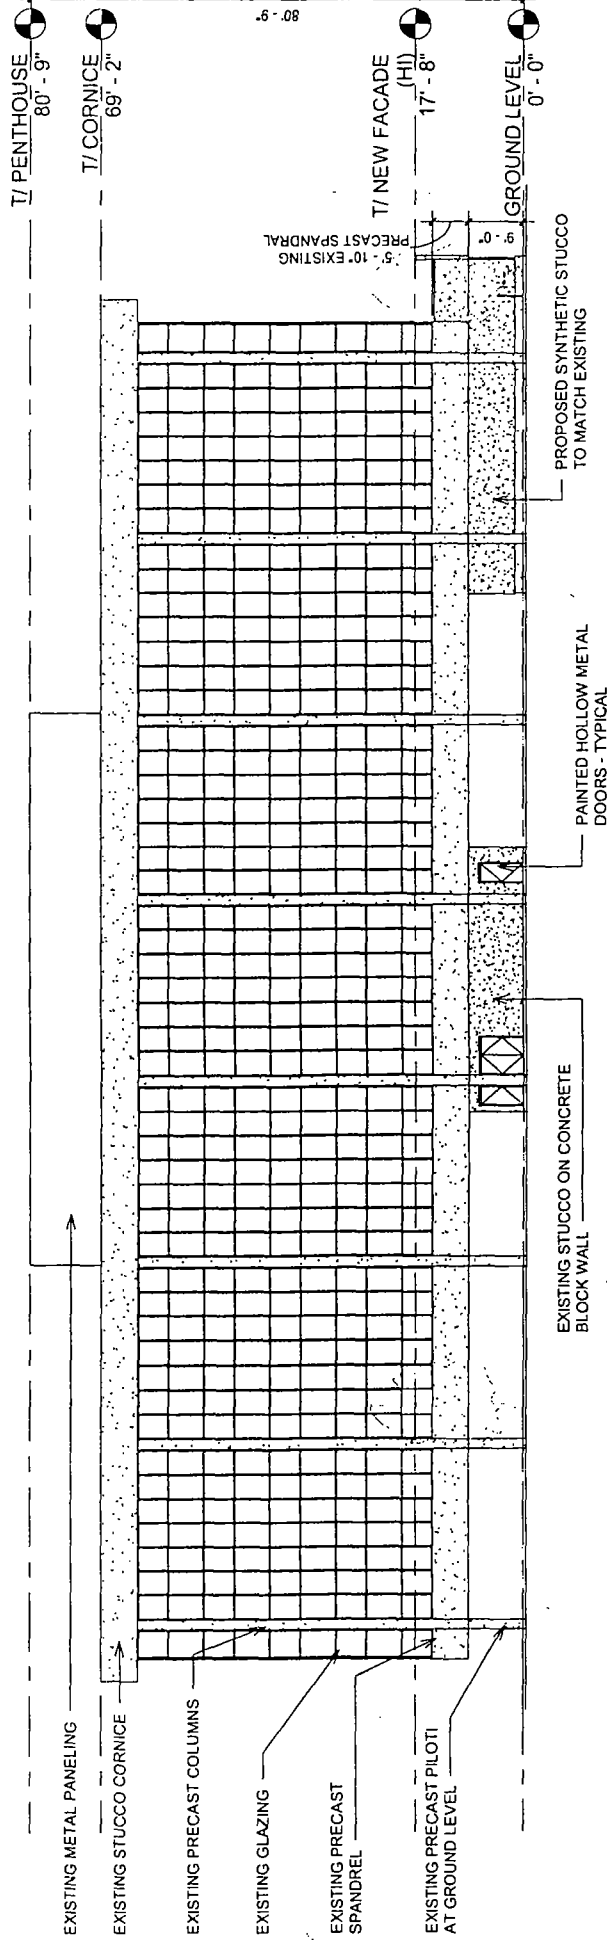 T/ PENTHOUSE
80' - 9"
T/ CORNICE
69' - 2"
T/ NEW FACADE
(HI)
17' - 8"
GROUND LEVEL
0' - 0"
80' - 9"
5' - 10" EXISTING
PRECAST SPANDRAL
9' - 0"
EXISTING METAL PANELING
EXISTING STUCCO CORNICE
EXISTING PRECAST COLUMNS
EXISTING GLAZING
EXISTING PRECAST
SPANDREL
EXISTING PRECAST PILOTI
AT GROUND LEVEL
EXISTING STUCCO ON CONCRETE
BLOCK WALL
PAINTED HOLLOW METAL
DOORS - TYPICAL
PROPOSED SYNTHETIC STUCCO
TO MATCH EXISTING